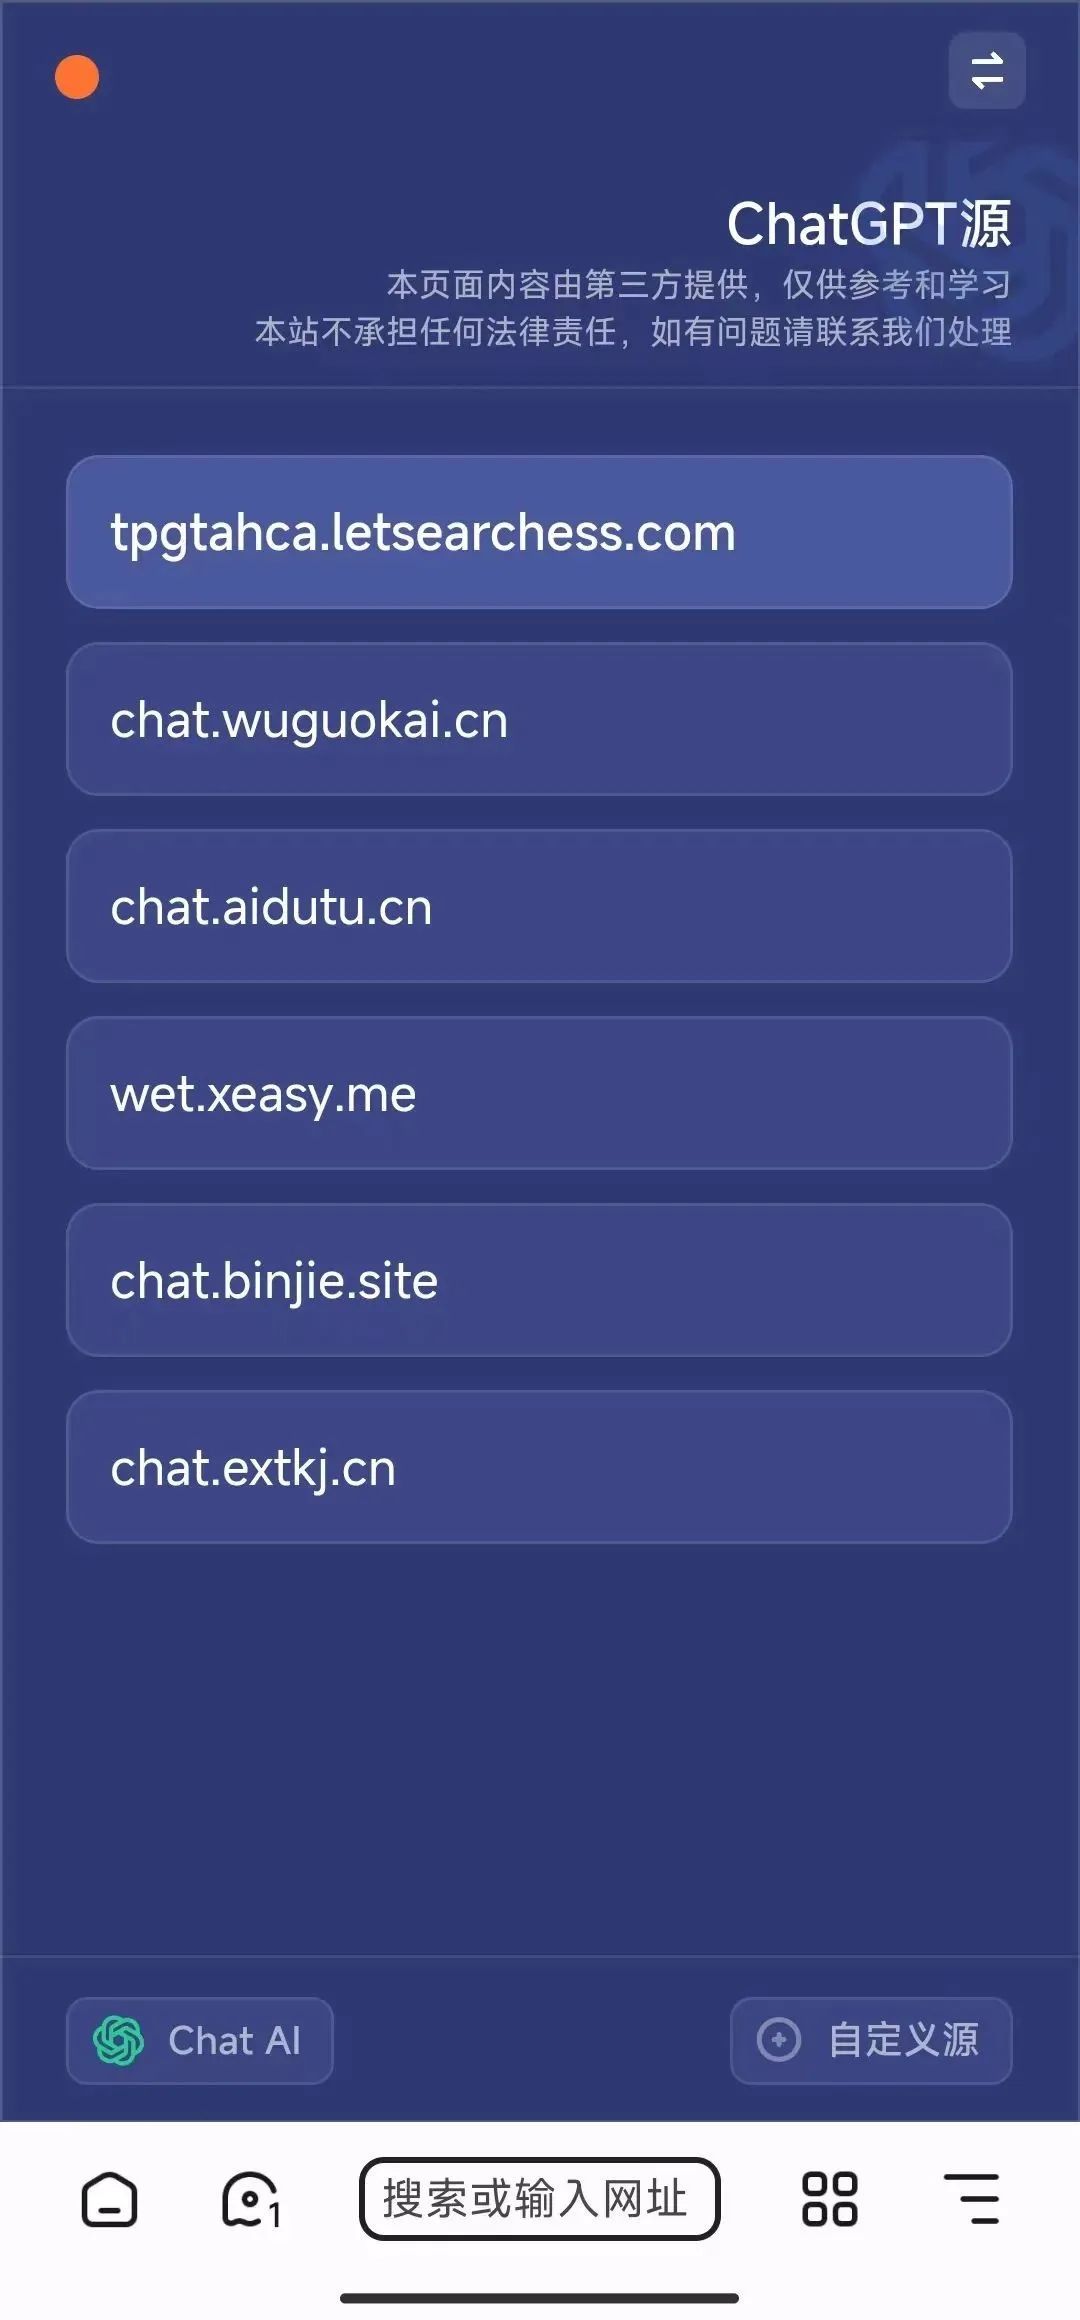 ChatGPT源
本页面内容由第三方提供，仅供参考和学习
本站不承担任何法律责任，如有问题请联系我们处理
tpgtahca.letsearchess.com
chat.wuguokai.cn
chat.aidutu.cn
wet.xeasy.me
chat.binjie.site
chat.extkj.cn
Chat AI
自定义源
1
搜索或输入网址